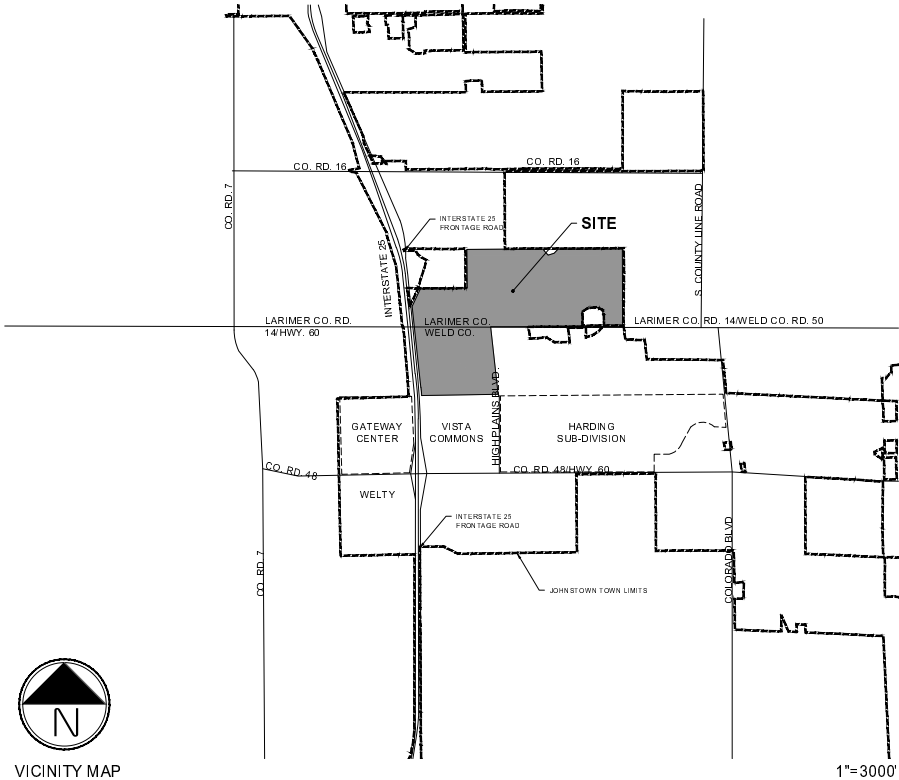 CO. RD. 16
CO. RD. 16
CO. RD. 7
S. COUNTY LINE ROAD
INTERSTATE 25
FRONTAGE ROAD
SITE
INTERSTATE 25
LARIMER CO. RD.
14/HWY. 60
LARIMER CO.
WELD CO.
LARIMER CO. RD. 14/WELD CO. RD. 50
HIGH PLAINS BLVD.
GATEWAY
CENTER
VISTA
COMMONS
HARDING
SUB-DIVISION
CO. RD. 48
CO. RD. 48/HWY. 60
WELTY
INTERSTATE 25
FRONTAGE ROAD
CO. RD. 7
COLORADO BLVD
JOHNSTOWN TOWN LIMITS
N
VICINITY MAP
1"=3000'